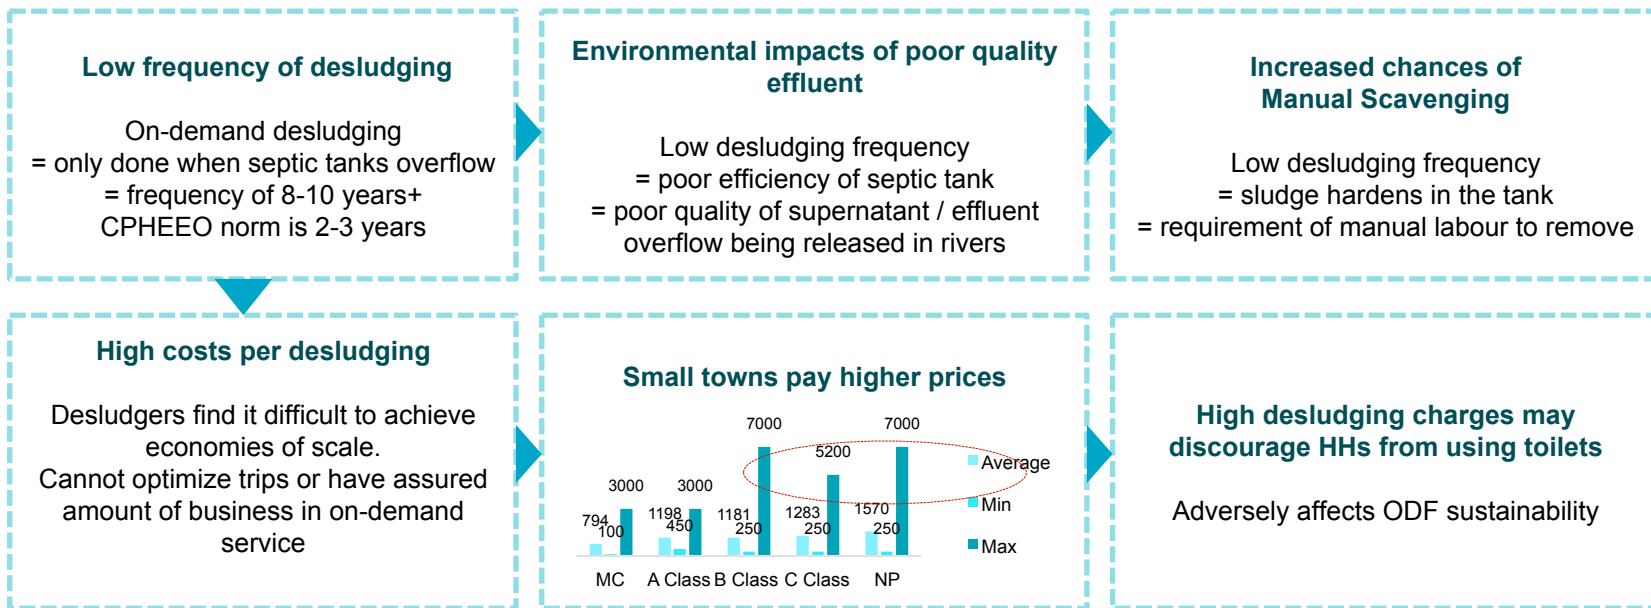 Low frequency of desludging
On-demand desludging
= only done when septic tanks overflow
= frequency of 8-10 years+
CPHEEO norm is 2-3 years
Environmental impacts of poor quality
effluent
Low desludging frequency
= poor efficiency of septic tank
= poor quality of supernatant / effluent
overflow being released in rivers
Increased chances of
Manual Scavenging
Low desludging frequency
= sludge hardens in the tank
= requirement of manual labour to remove
High costs per desludging
Desludgers find it difficult to achieve
economies of scale.
Cannot optimize trips or have assured
amount of business in on-demand
service
Small towns pay higher prices
794 100 3000
1198 450 3000
1181 250 7000
1283 250 5200
1570 250 7000
MC A Class B Class C Class NP
Average
Min
Max
High desludging charges may
discourage HHs from using toilets
Adversely affects ODF sustainability